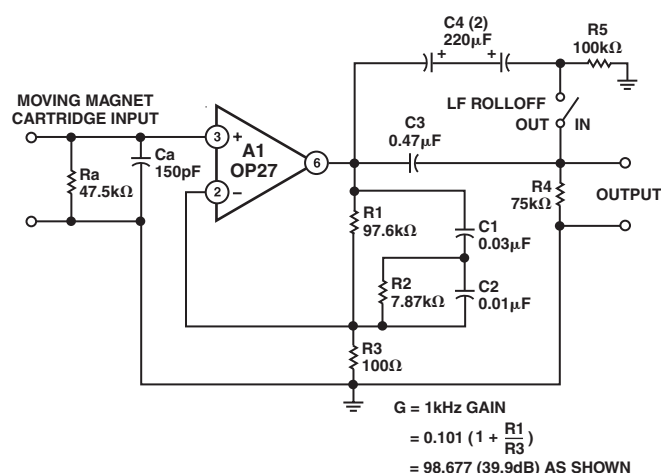 C4 (2)
220µF
+ +
R5
100kΩ
MOVING MAGNET
CARTRIDGE INPUT
LF ROLLOFF
OUT IN
C3
0.47µF
3
+
A1
OP27
6
2
–
Ca
150pF
Ra
47.5kΩ
R4
75kΩ
OUTPUT
R1
97.6kΩ
C1
0.03µF
R2
7.87kΩ
C2
0.01µF
R3
100Ω
G = 1kHz GAIN
= 0.101 (1 + R1/R3)
= 98.677 (39.9dB) AS SHOWN